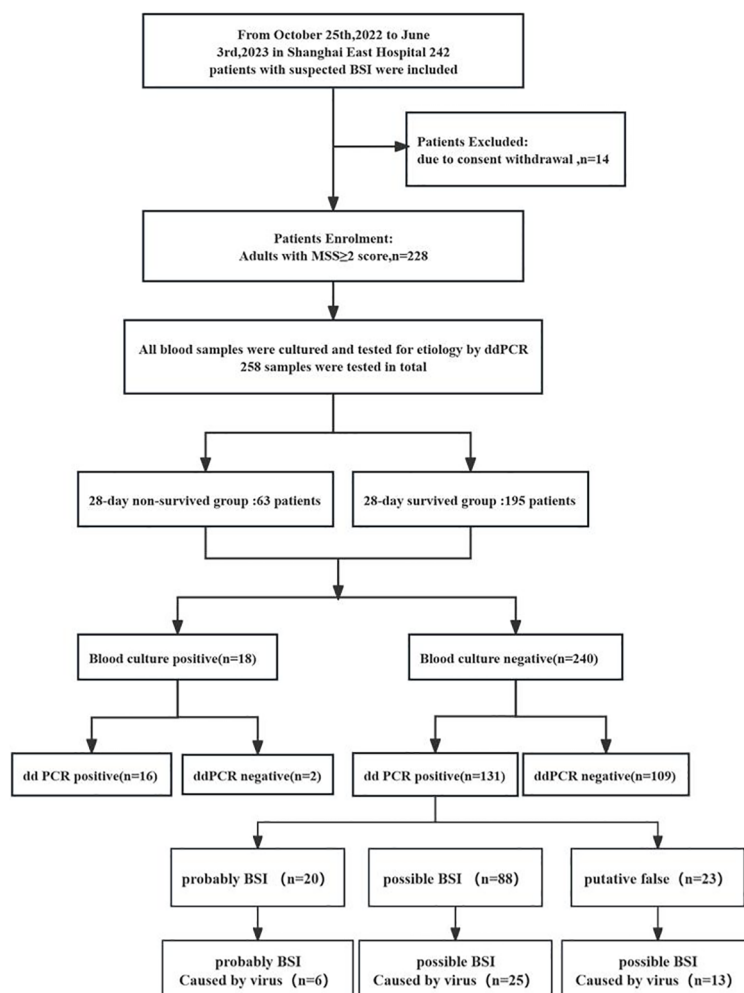 From October 25th,2022 to June
3rd,2023 in Shanghai East Hospital 242
patients with suspected BSI were included
Patients Excluded:
due to consent withdrawal ,n=14
Patients Enrolment:
Adults with MSS≥2 score,n=228
All blood samples were cultured and tested for etiology by ddPCR
258 samples were tested in total
28-day non-survived group :63 patients
28-day survived group :195 patients
Blood culture positive(n=18)
Blood culture negative(n=240)
dd PCR positive(n=16)
ddPCR negative(n=2)
dd PCR positive(n=131)
ddPCR negative(n=109)
probably BSI （n=20）
possible BSI （n=88）
putative false （n=23）
probably BSI
Caused by virus（n=6）
possible BSI
Caused by virus（n=25）
possible BSI
Caused by virus（n=13）